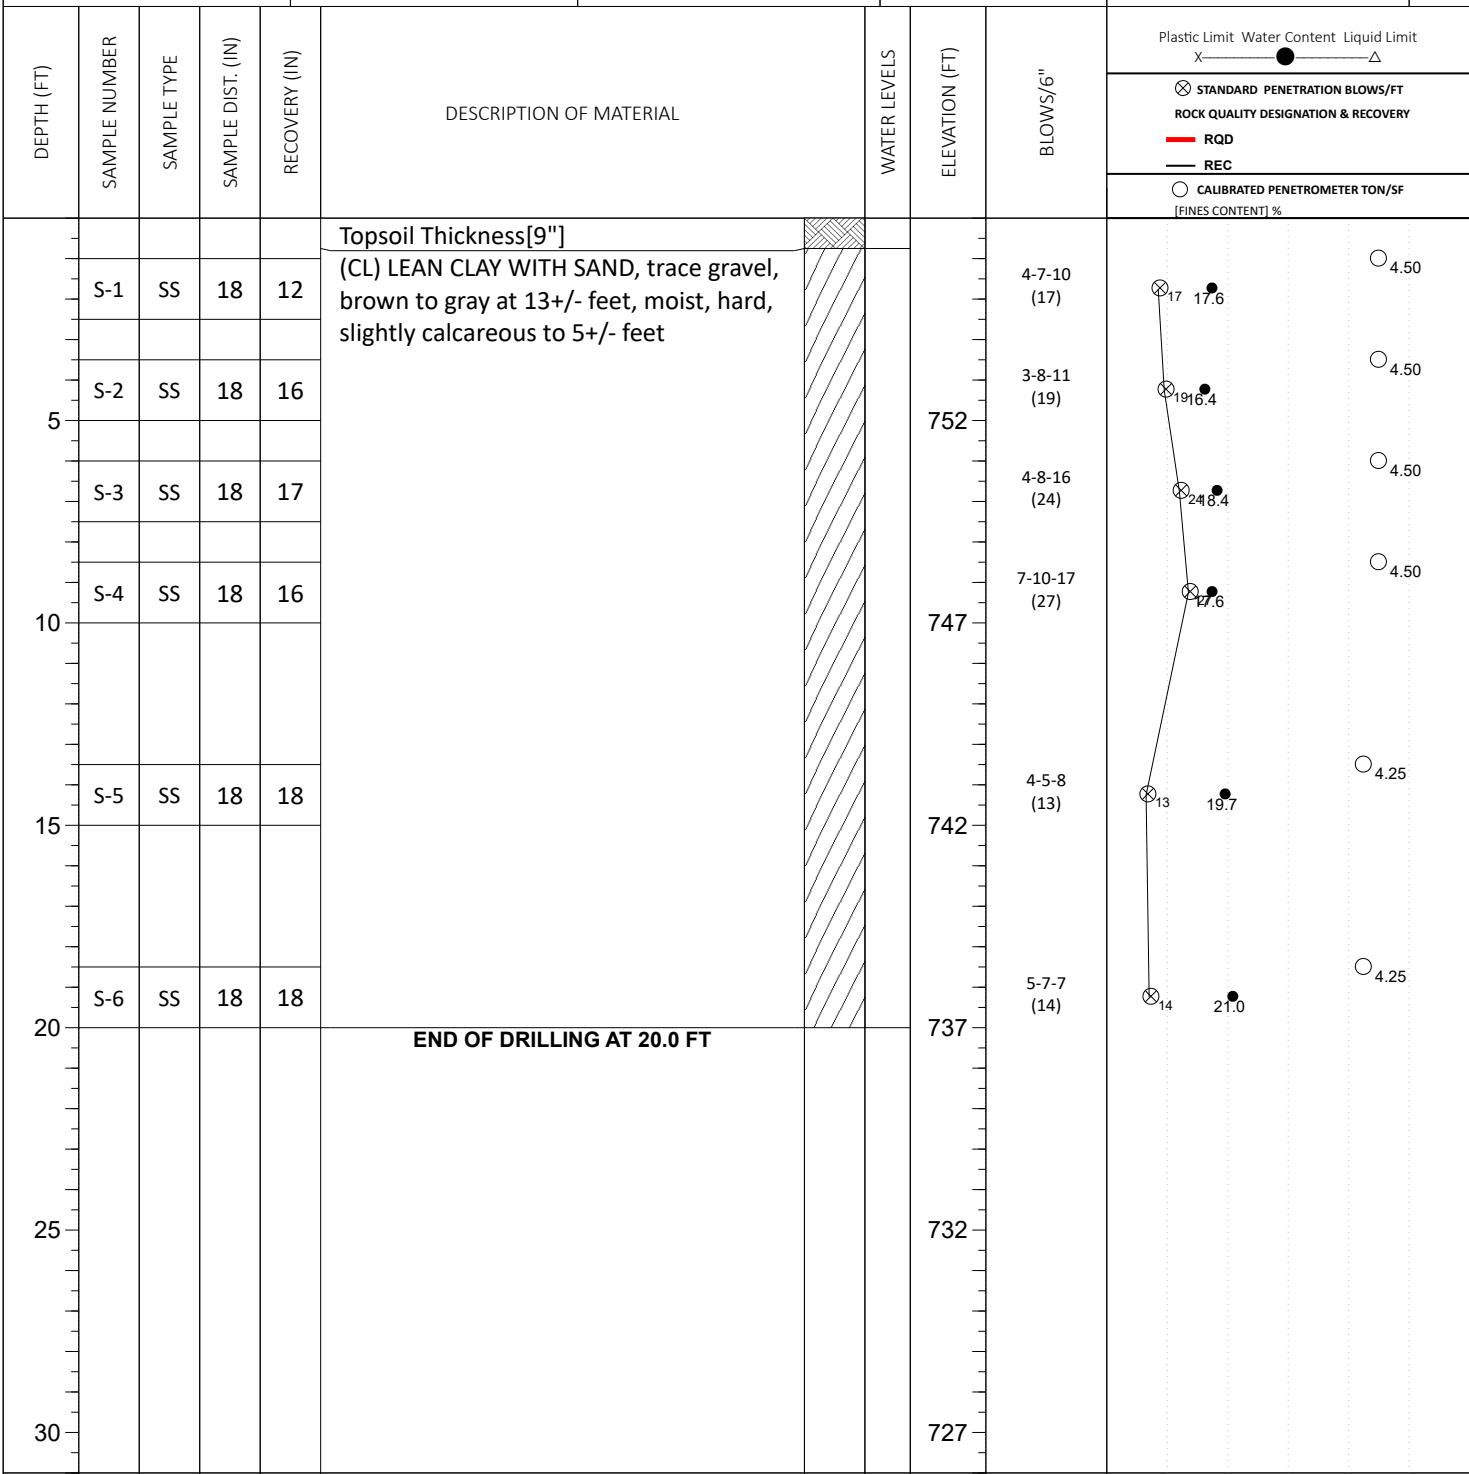 DEPTH (FT)
SAMPLE NUMBER
SAMPLE TYPE
SAMPLE DIST. (IN)
RECOVERY (IN)
DESCRIPTION OF MATERIAL
WATER LEVELS
ELEVATION (FT)
BLOWS/6"
Plastic Limit Water Content Liquid Limit
X
STANDARD PENETRATION BLOWS/FT
ROCK QUALITY DESIGNATION & RECOVERY
RQD
REC
CALIBRATED PENETROMETER TON/SF
[FINES CONTENT] %
Topsoil Thickness[9"]
(CL) LEAN CLAY WITH SAND, trace gravel,
brown to gray at 13+/- feet, moist, hard,
slightly calcareous to 5+/- feet
S-1 SS 18 12
4-7-10
(17)
17 17.6
4.50
S-2 SS 18 16
3-8-11
(19)
19 16.4
4.50
5
752
S-3 SS 18 17
4-8-16
(24)
24 18.4
4.50
S-4 SS 18 16
7-10-17
(27)
27 17.6
4.50
10
747
S-5 SS 18 18
4-5-8
(13)
13 19.7
4.25
15
742
S-6 SS 18 18
5-7-7
(14)
14 21.0
4.25
20
737
END OF DRILLING AT 20.0 FT
25
732
30
727